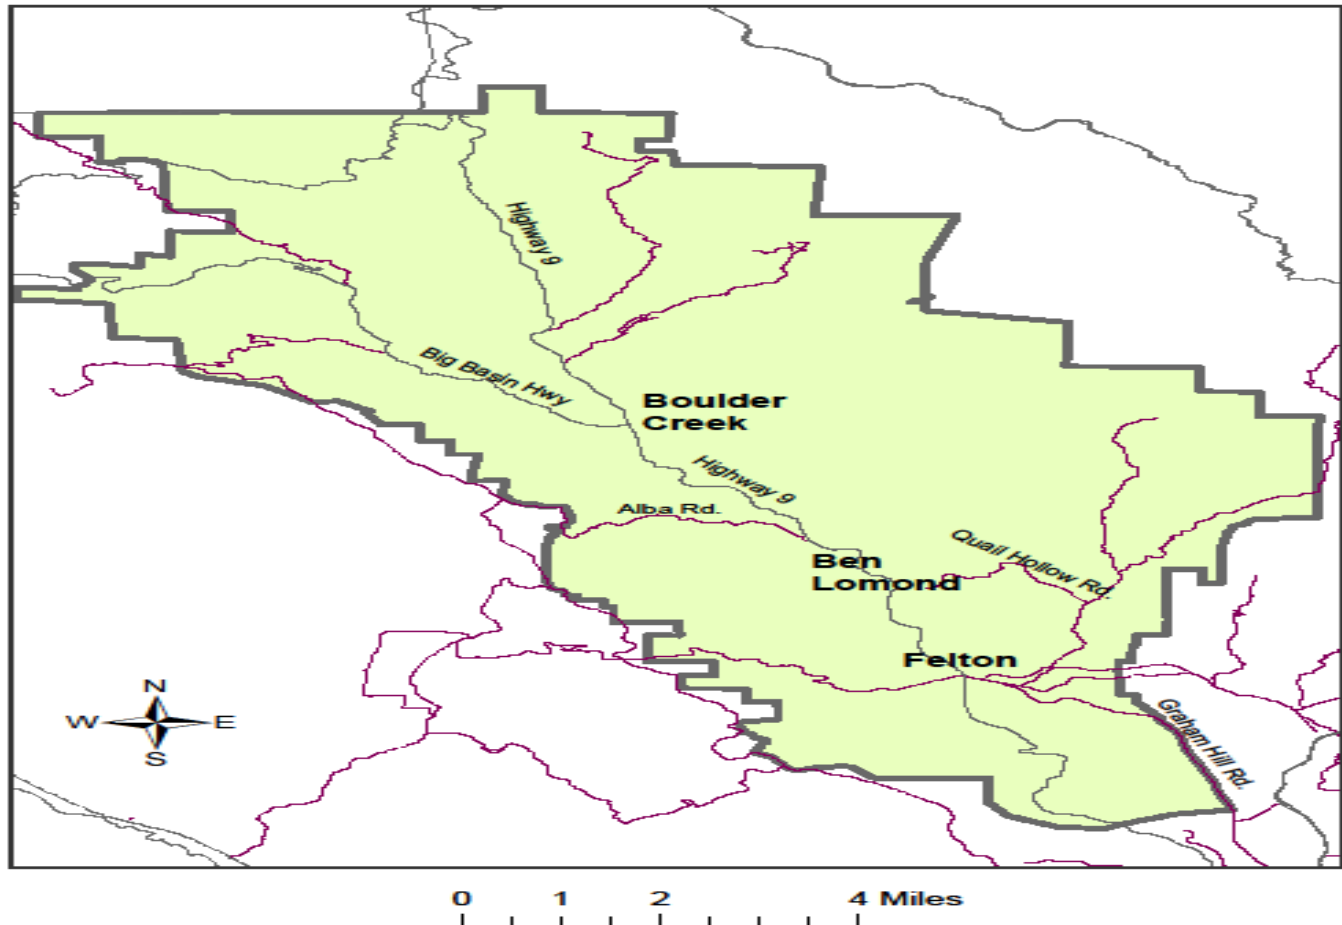 Highway 9
Big Basin Hwy
Boulder
Creek
Highway 9
Alba Rd.
Quail Hollow Rd.
Ben
Lomond
Felton
N
W E
S
Graham Hill Rd.
0 1 2 4 Miles